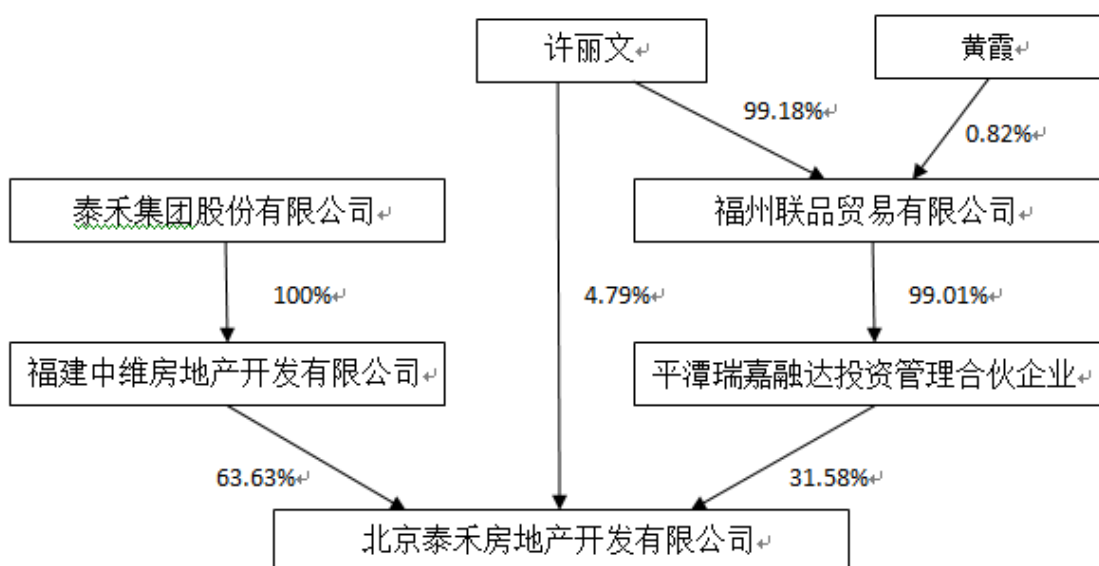 许丽文
黄霞
99.18%
0.82%
泰禾集团股份有限公司
福州联品贸易有限公司
100%
4.79%
99.01%
福建中维房地产开发有限公司
平潭瑞嘉融达投资管理合伙企业
63.63%
31.58%
北京泰禾房地产开发有限公司